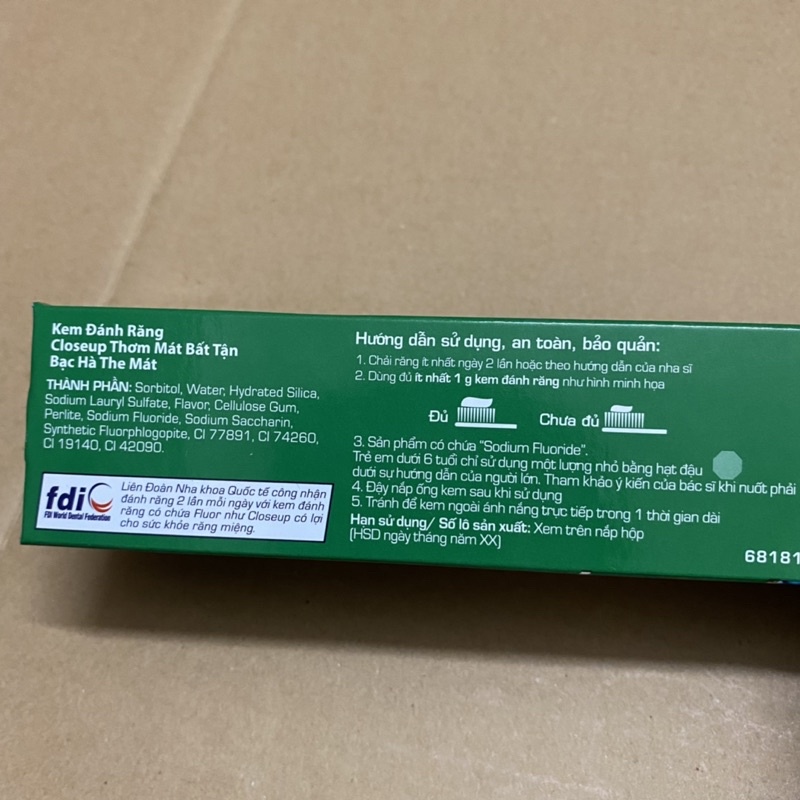 Kem Đánh Răng
Closeup Thơm Mát Bất Tận
Bạc Hà The Mát
THÀNH PHẦN: Sorbitol, Water, Hydrated Silica,
Sodium Lauryl Sulfate, Flavor, Cellulose Gum,
Perlite, Sodium Fluoride, Sodium Saccharin,
Synthetic Fluorphlogopite, CI 77891, CI 74260,
CI 19140, CI 42090.
fdi
FDI World Dental Federation
Liên Đoàn Nha khoa Quốc tế công nhận
đánh răng 2 lần mỗi ngày với kem đánh
răng có chứa Fluor như Closeup có lợi
cho sức khỏe răng miệng.
Hướng dẫn sử dụng, an toàn, bảo quản:
1. Chải răng ít nhất ngày 2 lần hoặc theo hướng dẫn của nha sĩ
2. Dùng đủ ít nhất 1 g kem đánh răng như hình minh họa
Đủ Chưa đủ
3. Sản phẩm có chứa "Sodium Fluoride".
Trẻ em dưới 6 tuổi chỉ sử dụng một lượng nhỏ bằng hạt đậu
dưới sự hướng dẫn của người lớn. Tham khảo ý kiến của bác sĩ khi nuốt phải
4. Đậy nắp ống kem sau khi sử dụng
5. Tránh để kem ngoài ánh nắng trực tiếp trong 1 thời gian dài
Hạn sử dụng/ Số lô sản xuất: Xem trên nắp hộp
(HSD ngày tháng năm XX)
68181